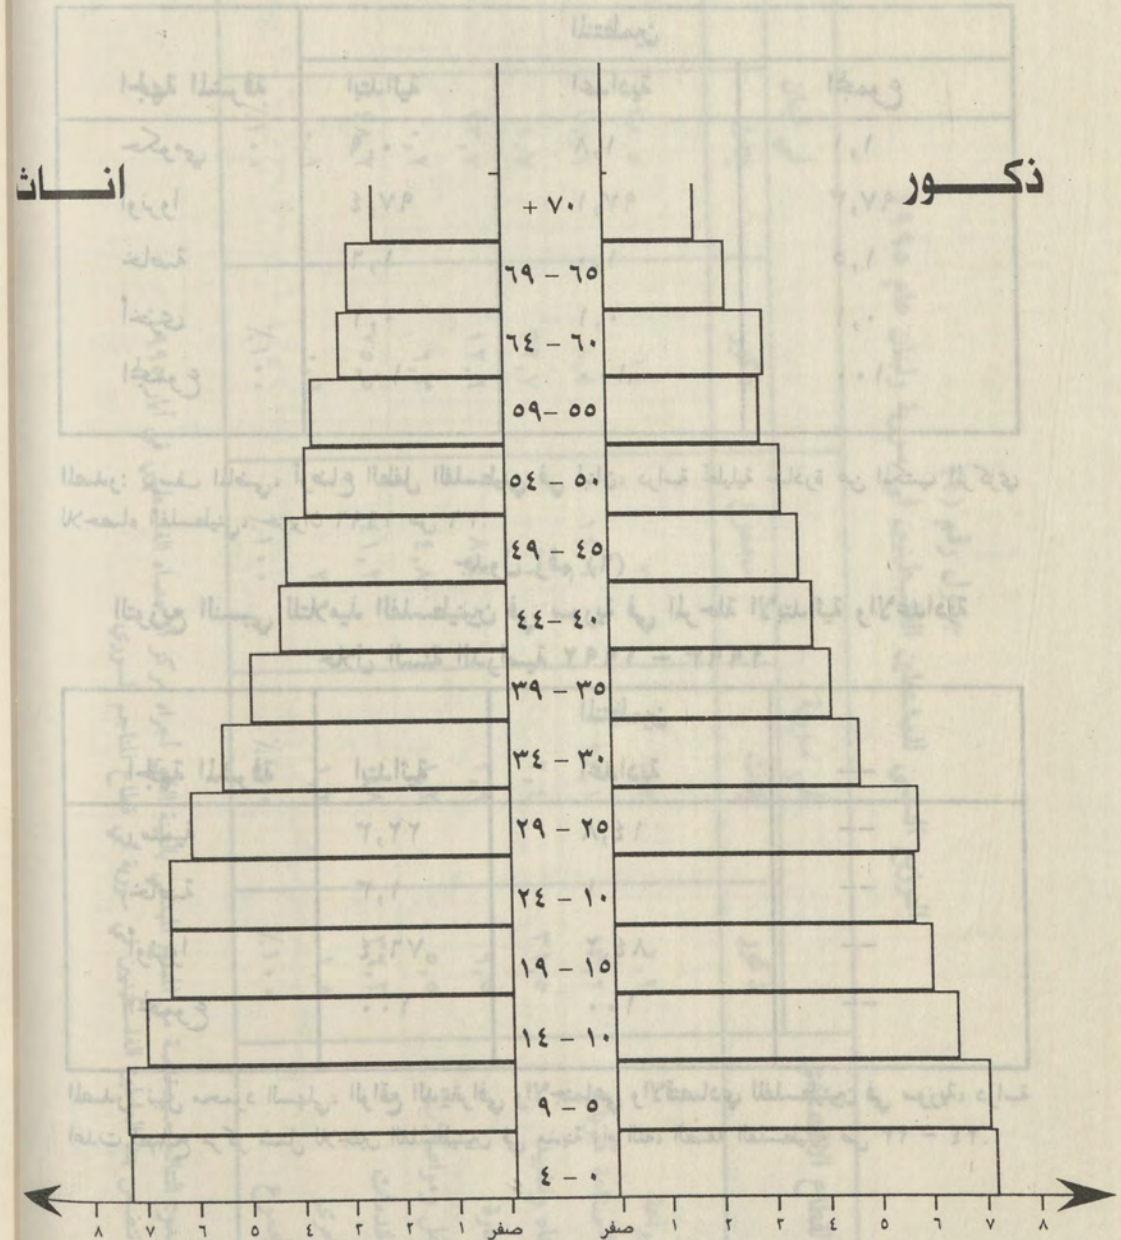 ذكــور
انــاث
٧٠ +
٦٥ – ٦٩
٦٠ – ٦٤
٥٥ – ٥٩
٥٠ – ٥٤
٤٥ – ٤٩
٤٠ – ٤٤
٣٥ – ٣٩
٣٠ – ٣٤
٢٥ – ٢٩
١٠ – ٢٤
١٥ – ١٩
١٠ – ١٤
٥ – ٩
٠ – ٤
٨ ٧ ٦ ٥ ٤ ٣ ٢ ١ صفر صفر ١ ٢ ٣ ٤ ٥ ٦ ٧ ٨